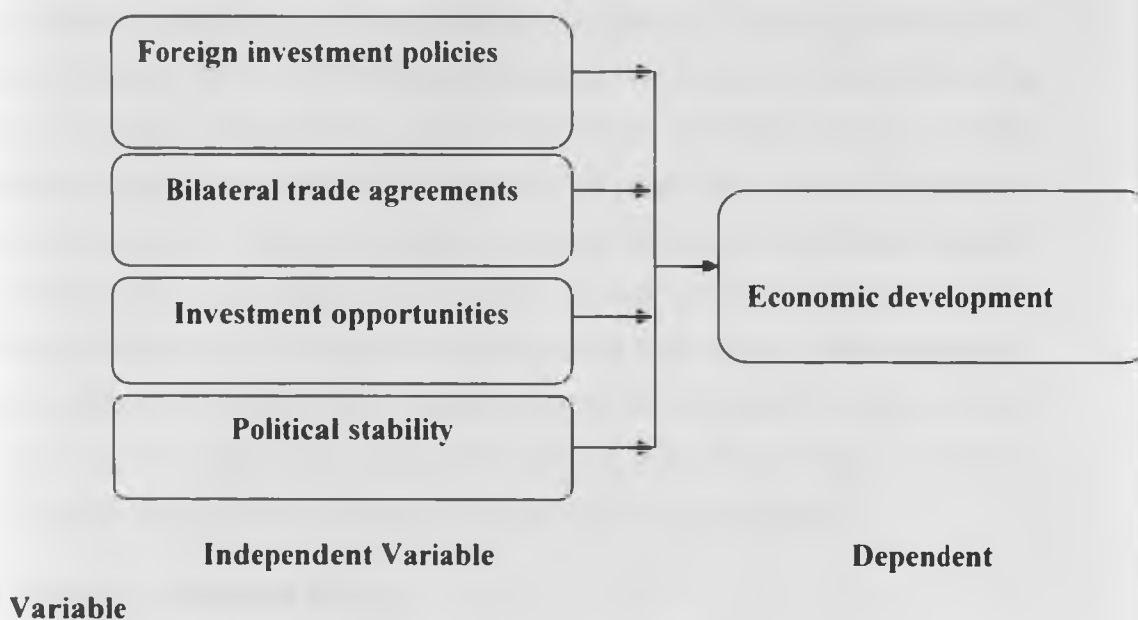 Foreign investment policies
Bilateral trade agreements
Investment opportunities
Political stability
Economic development
Independent Variable
Dependent
Variable